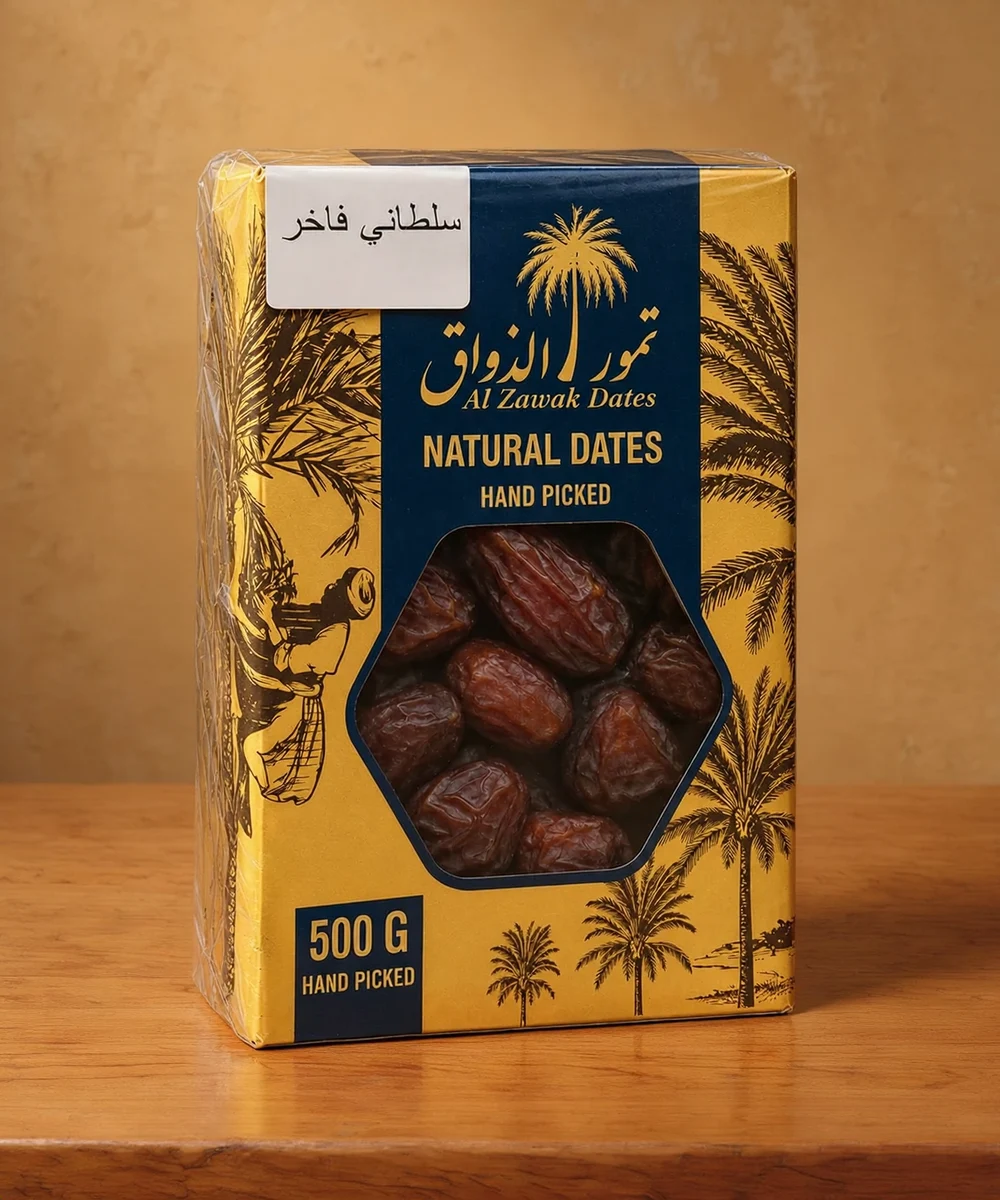 سلطاني فاخر
تمور الذواق
Al Zawak Dates
NATURAL DATES
HAND PICKED
500 G
HAND PICKED